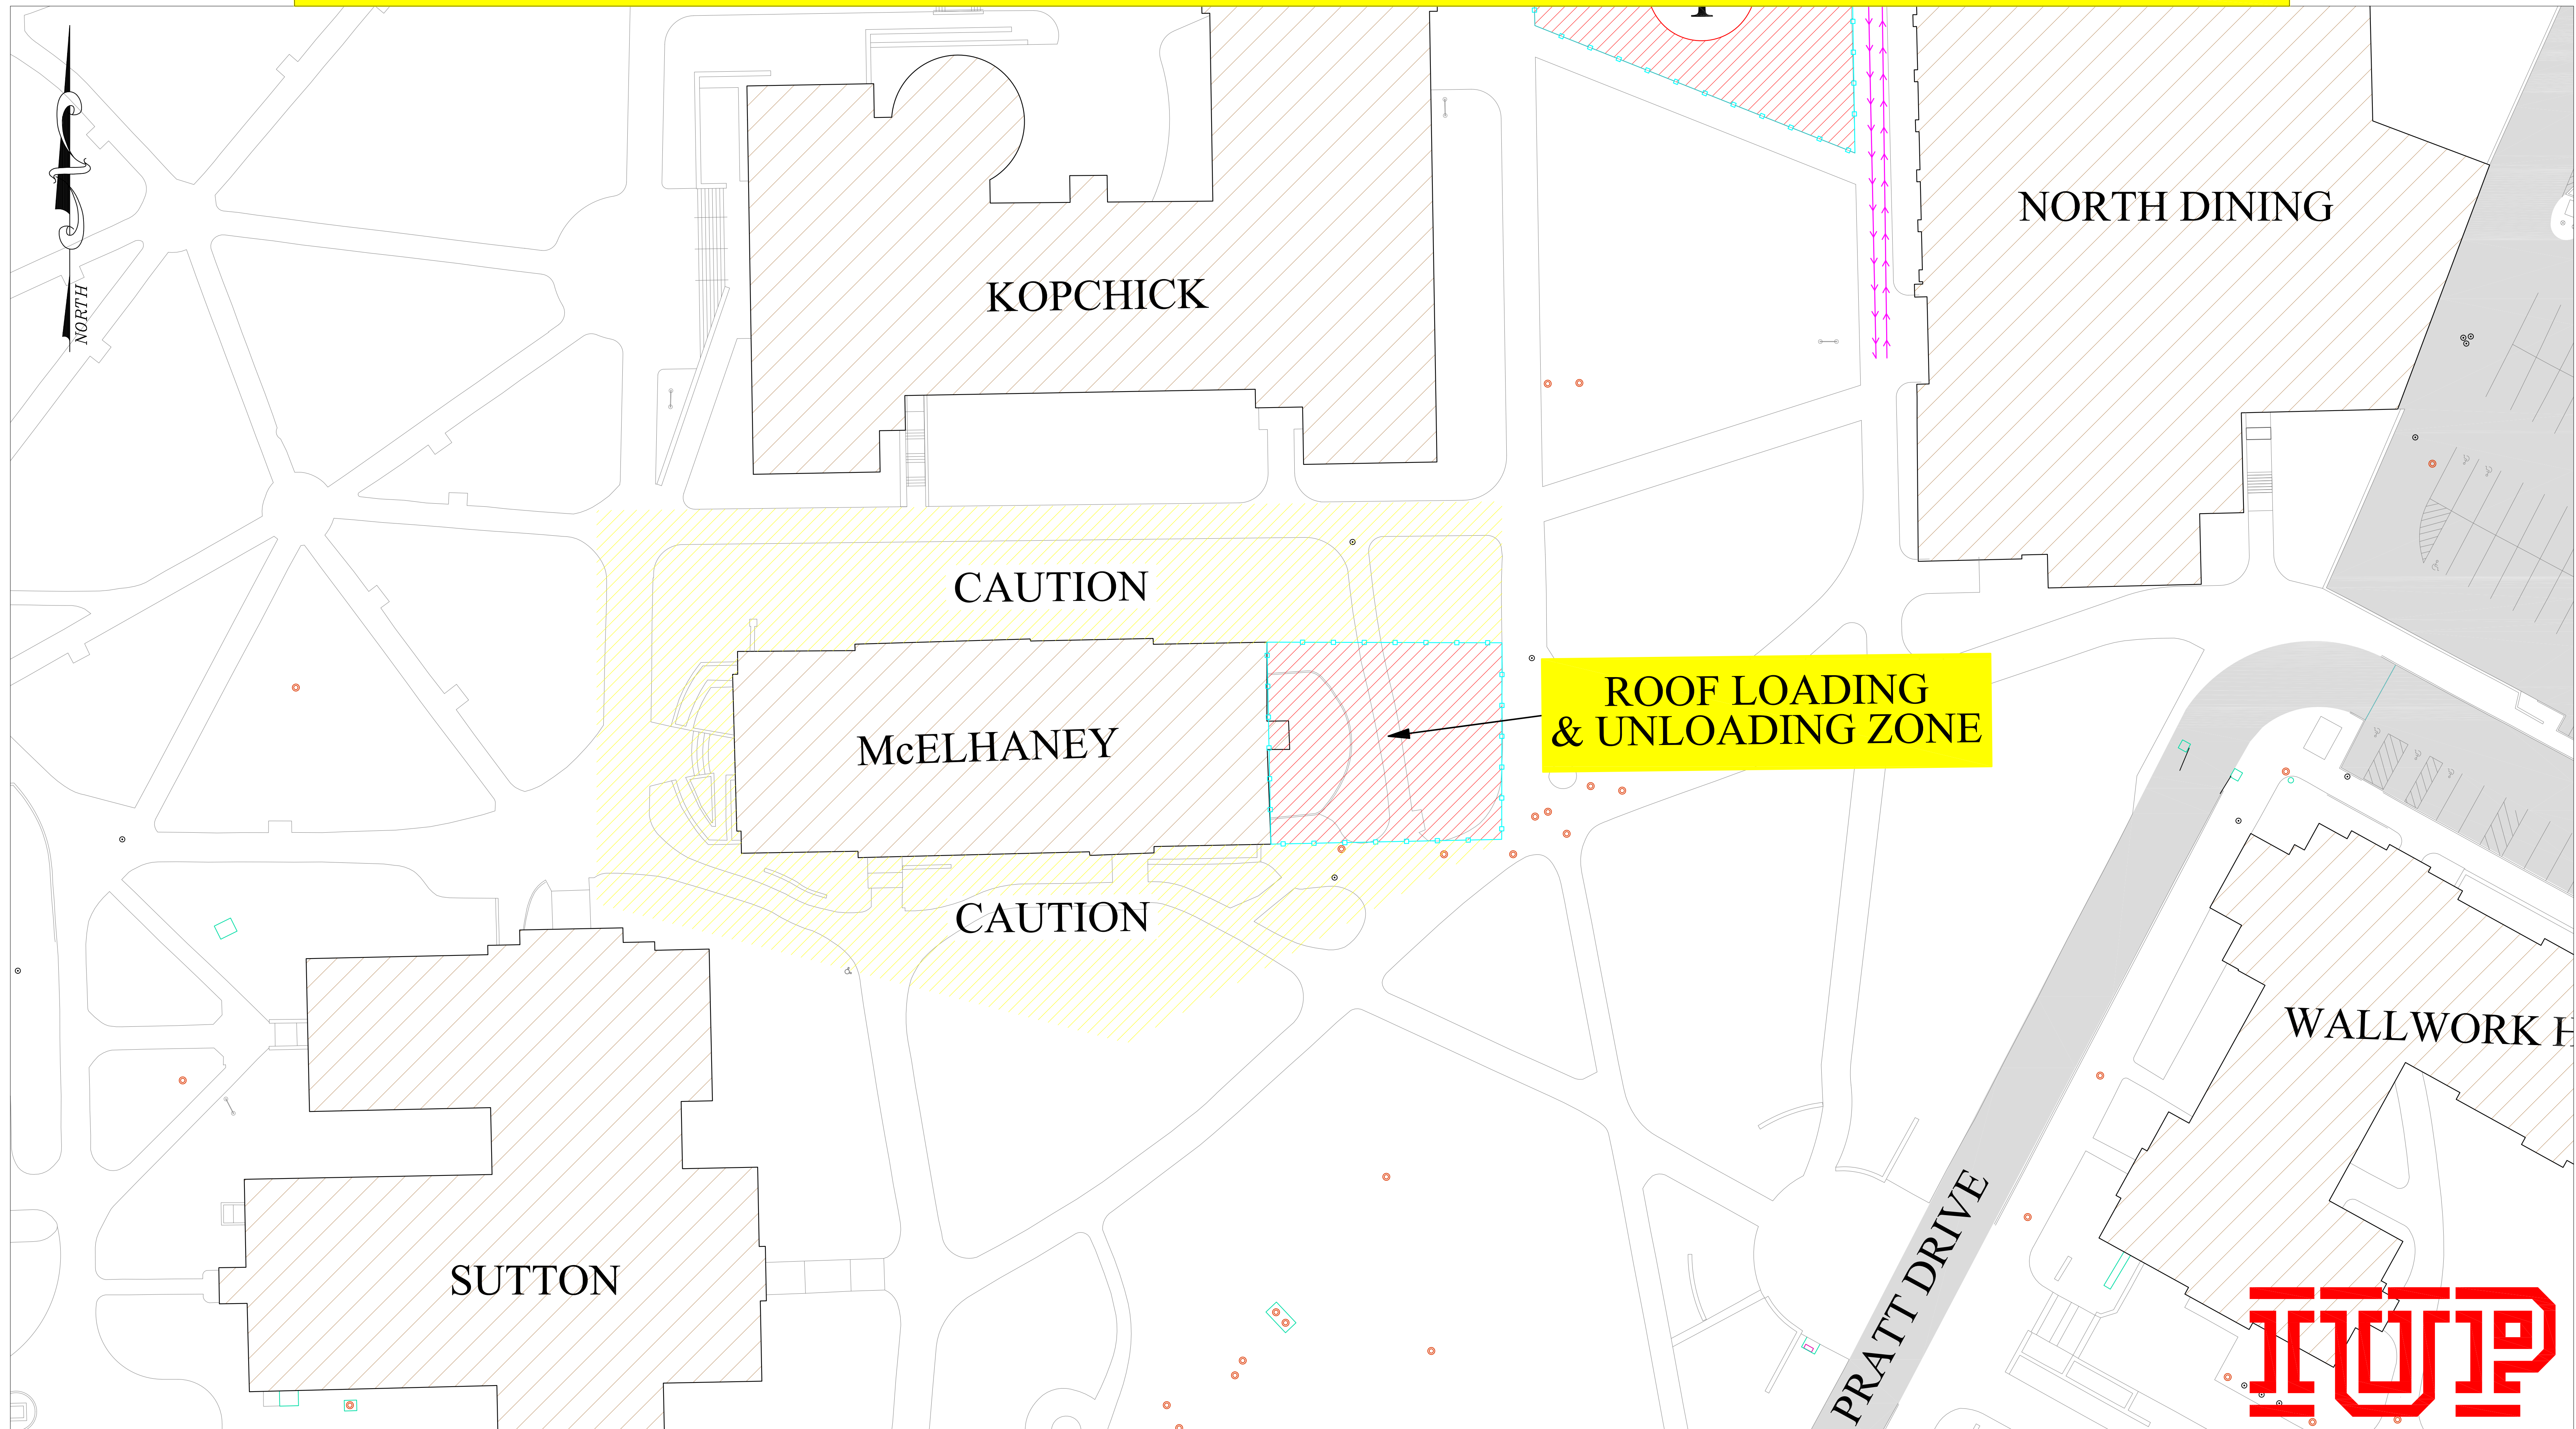 NORTH
KOPCHICK
NORTH DINING
CAUTION
ROOF LOADING
& UNLOADING ZONE
McELHANEY
CAUTION
WALLWORK H
SUTTON
PRATT DRIVE
IUP